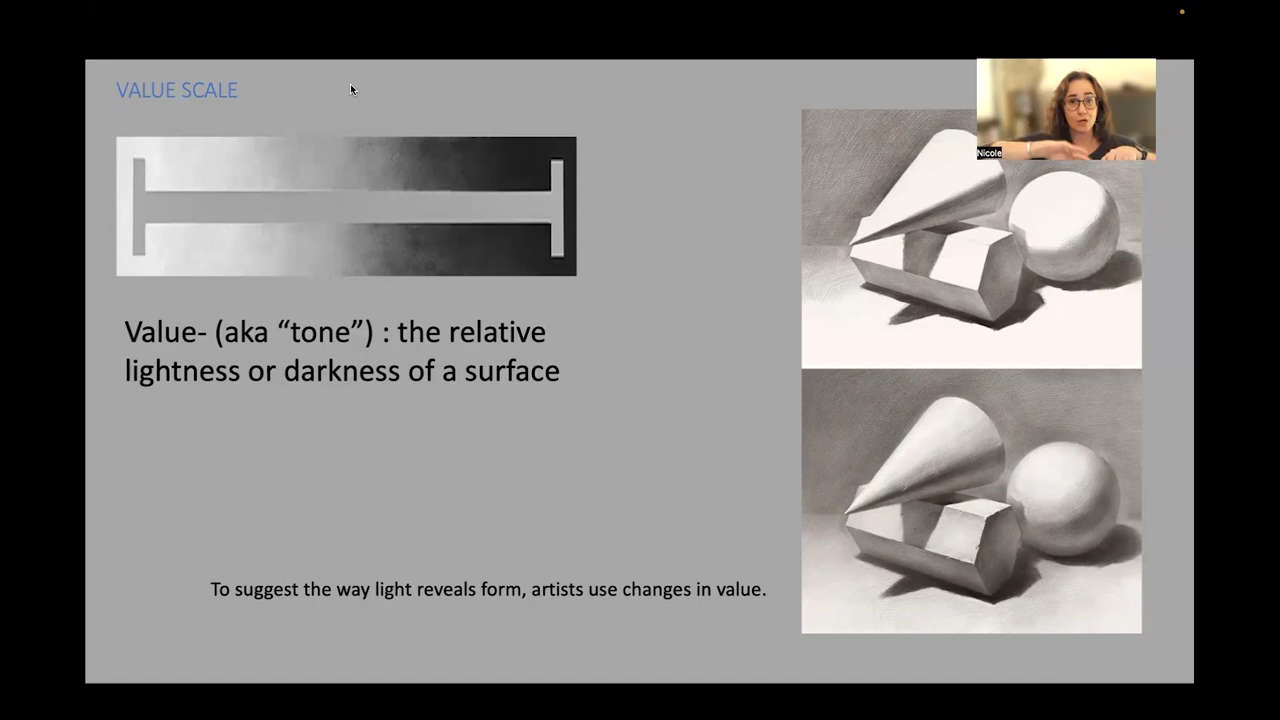 VALUE SCALE
Nicole
Value- (aka “tone”) : the relative
lightness or darkness of a surface
To suggest the way light reveals form, artists use changes in value.